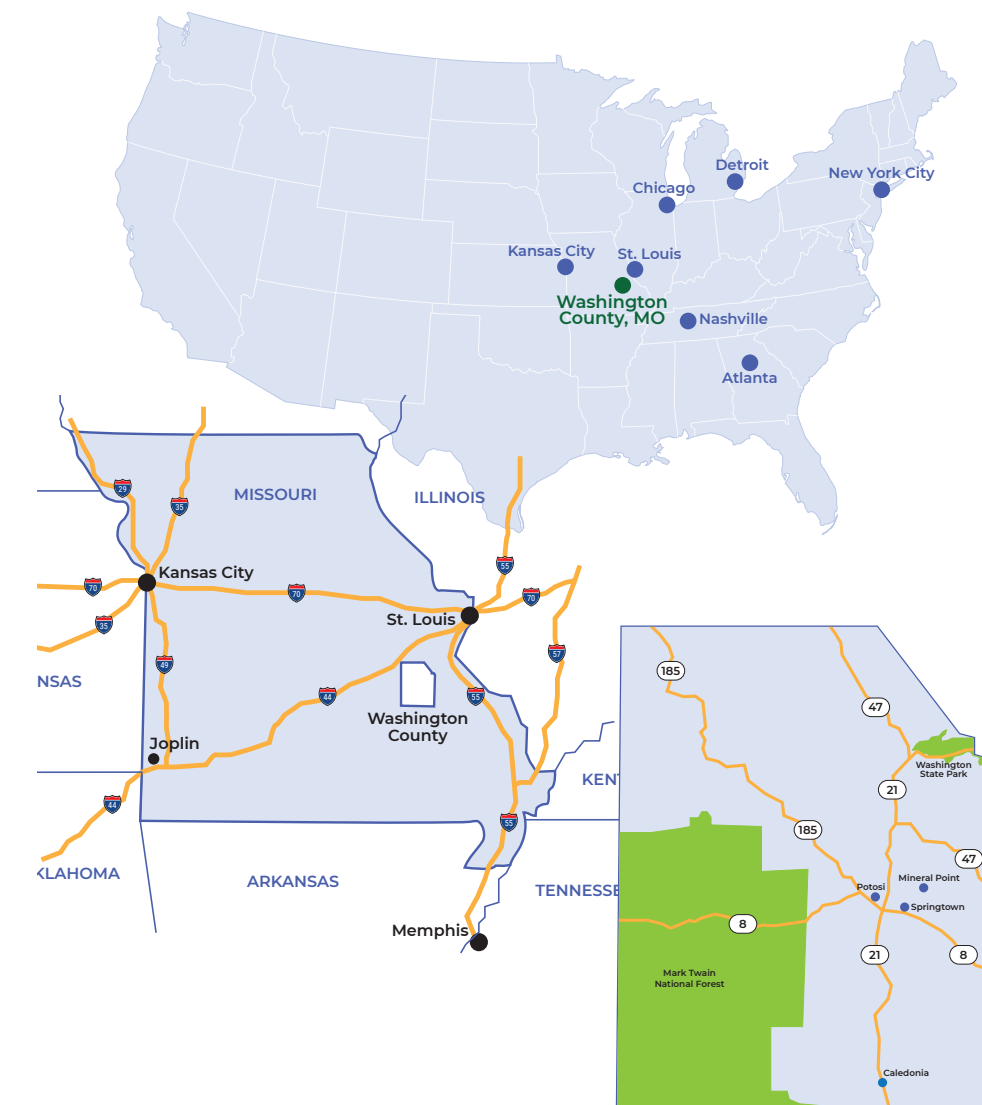 Detroit
New York City
Chicago
Kansas City
St. Louis
Washington
County, MO
Nashville
Atlanta
29
35
MISSOURI
ILLINOIS
55
Kansas City
70
70
70
St. Louis
35
49
57
NSAS
44
55
Washington
County
Joplin
KEN
44
55
KLAHOMA
ARKANSAS
TENNESSE
Memphis
185
47
Washington
State Park
21
185
47
Mineral Point
Potosi
Springtown
8
21
8
Mark Twain
National Forest
Caledonia